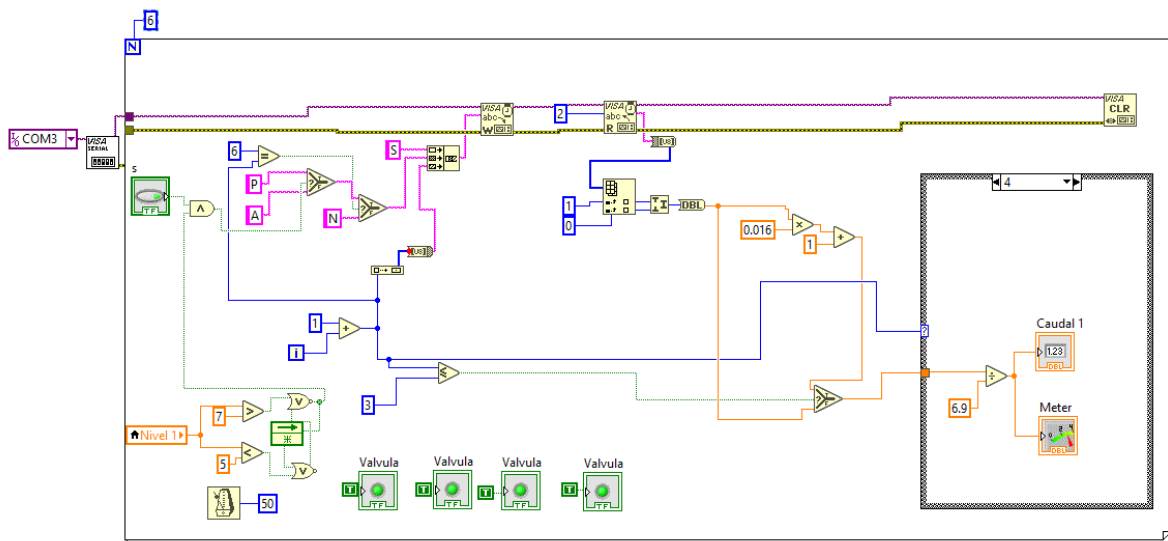 6
N
VISA
abc
W
2
VISA
abc
R
VISA
CLR
I/O COM3
VISA
SERIAL
s
TF
6
=
P
A
?
T
F
N
?
T
F
S
[U8]
[U8]
1
0
DBL
0.016
×
1
+
4
1
+
i
3
≤
?
T
F
?
6.9
÷
Caudal 1
1.23
DBL
Meter
DBL
Nivel 1
7
>
V
5
<
V
50
Valvula
T
TF
Valvula
T
TF
Valvula
T
TF
Valvula
T
TF